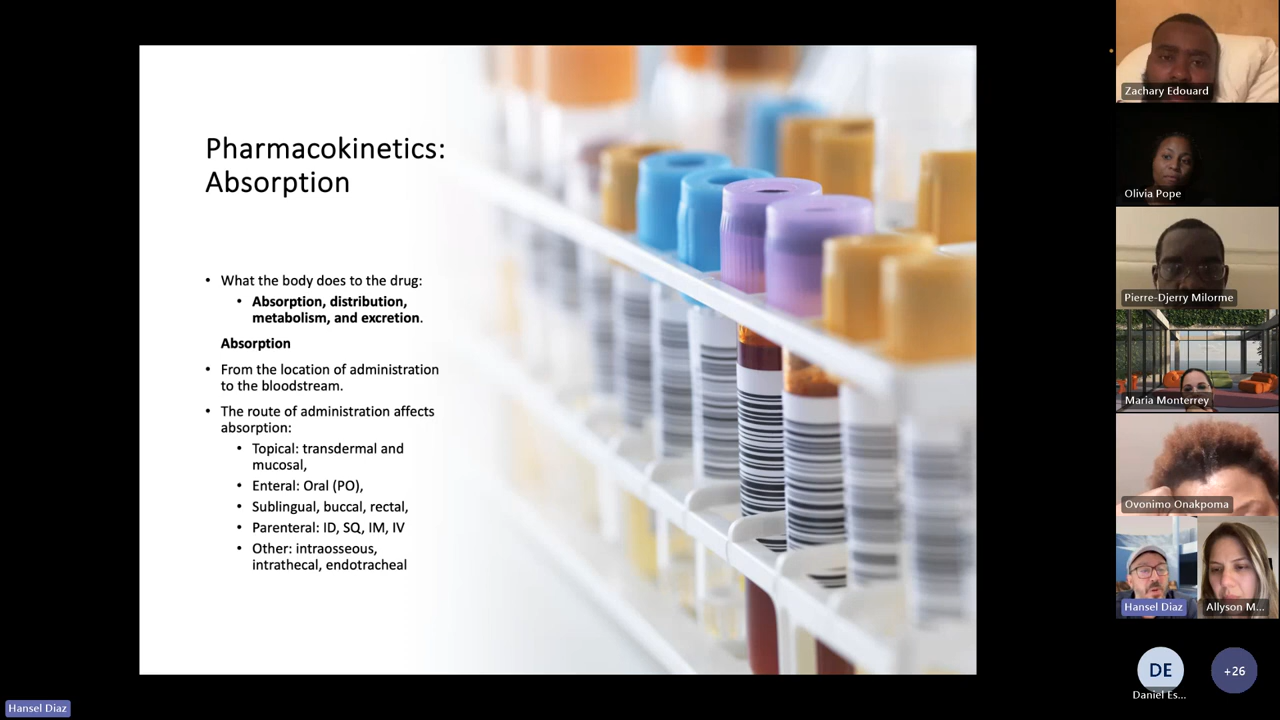 Pharmacokinetics:
Absorption
• What the body does to the drug:
• Absorption, distribution,
metabolism, and excretion.
Absorption
• From the location of administration
to the bloodstream.
• The route of administration affects
absorption:
• Topical: transdermal and
mucosal,
• Enteral: Oral (PO),
• Sublingual, buccal, rectal,
• Parenteral: ID, SQ, IM, IV
• Other: intraosseous,
intrathecal, endotracheal
Zachary Edouard
Olivia Pope
Pierre-Djerry Milorme
Maria Monterrey
Ovonimo Onakpoma
Hansel Diaz
Allyson M...
DE
Daniel Es...
+26
Hansel Diaz